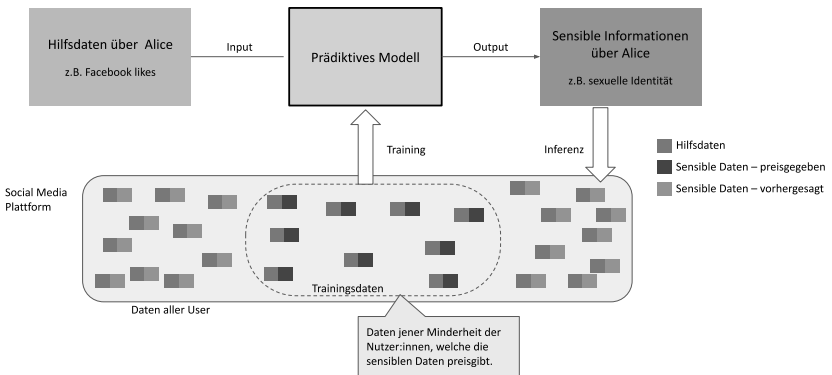 Hilfsdaten über Alice
z.B. Facebook likes
Input
Prädiktives Modell
Output
Sensible Informationen
über Alice
z.B. sexuelle Identität
Training
Inferenz
Hilfsdaten
Sensible Daten – preisgegeben
Sensible Daten – vorhergesagt
Social Media
Plattform
Trainingsdaten
Daten aller User
Daten jener Minderheit der
Nutzer:innen, welche die
sensiblen Daten preisgibt.